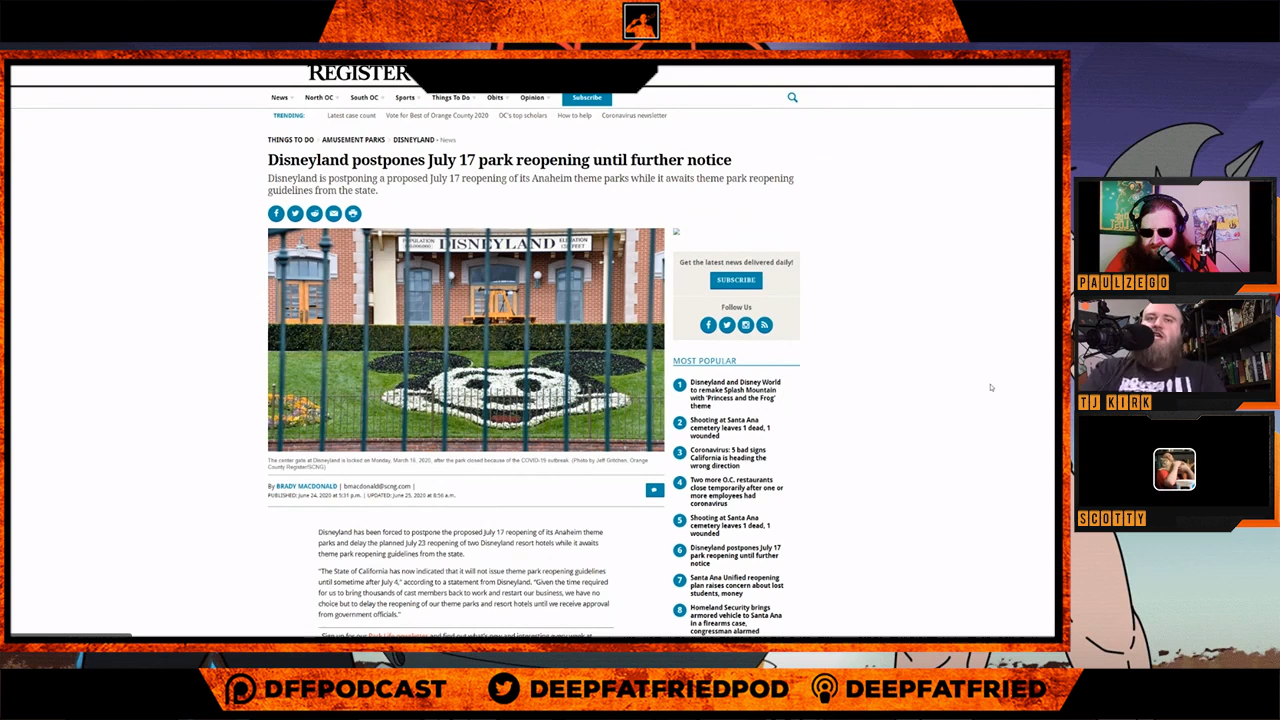 REGISTER
News North OC South OC Sports Things To Do Obits Opinion Subscribe
TRENDING: Latest case count Vote for Best of Orange County 2020 OC's top scholars How to help Coronavirus newsletter
THINGS TO DO AMUSEMENT PARKS DISNEYLAND • News
Disneyland postpones July 17 park reopening until further notice
Disneyland is postponing a proposed July 17 reopening of its Anaheim theme parks while it awaits theme park reopening
guidelines from the state.
POPULATION DISNEYLAND ELEVATION
The center gate at Disneyland is locked on Monday, March 16, 2020, after the park closed because of the COVID-19 outbreak. (Photo by Jeff Gritchen, Orange
County Register/SCNG)
By BRADY MACDONALD | bmacdonald@scng.com |
PUBLISHED: June 24, 2020 at 5:31 p.m. | UPDATED: June 25, 2020 at 8:56 a.m.
Disneyland has been forced to postpone the proposed July 17 reopening of its Anaheim theme
parks and delay the planned July 23 reopening of two Disneyland resort hotels while it awaits
theme park reopening guidelines from the state.
"The State of California has now indicated that it will not issue theme park reopening guidelines
until sometime after July 4," according to a statement from Disneyland. "Given the time required
for us to bring thousands of cast members back to work and restart our business, we have no
choice but to delay the reopening of our theme parks and resort hotels until we receive approval
from government officials."
Sign up for our Park Life newsletter and find out what's new and interesting every week at
Get the latest news delivered daily!
SUBSCRIBE
Follow Us
MOST POPULAR
1 Disneyland and Disney World
to remake Splash Mountain
with 'Princess and the Frog'
theme
2 Shooting at Santa Ana
cemetery leaves 1 dead, 1
wounded
3 Coronavirus: 5 bad signs
California is heading the
wrong direction
4 Two more O.C. restaurants
close temporarily after one or
more employees had
coronavirus
5 Shooting at Santa Ana
cemetery leaves 1 dead, 1
wounded
6 Disneyland postpones July 17
park reopening until further
notice
7 Santa Ana Unified reopening
plan raises concern about lost
students, money
8 Homeland Security brings
armored vehicle to Santa Ana
in a firearms case,
congressman alarmed
PAULZEGO
TJ KIRK
SCOTTY
DFFPODCAST DEEPFATFRIEDPOD DEEPFATFRIED